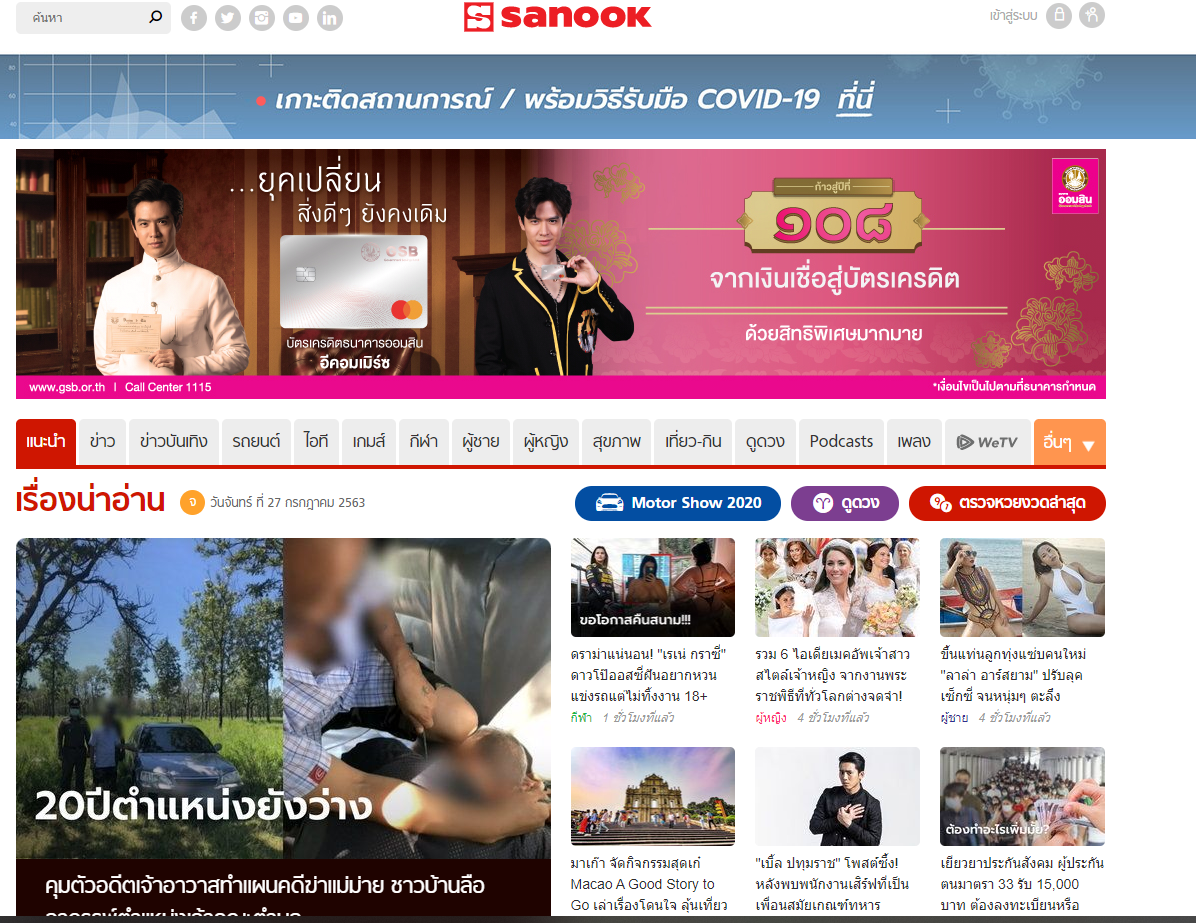 ค้นหา
sanook
เข้าสู่ระบบ
เกาะติดสถานการณ์ / พร้อมวิธีรับมือ COVID-19 ที่นี่
...ยุคเปลี่ยน
สิ่งดีๆ ยังคงเดิม
GSB
บัตรเครดิตธนาคารออมสิน
อีคอมเมิร์ซ
ก้าวสู่ปีที่
๑๐๘
จากเงินเชื่อสู่บัตรเครดิต
ด้วยสิทธิพิเศษมากมาย
ออมสิน
www.gsb.or.th | Call Center 1115
*เงื่อนไขเป็นไปตามที่ธนาคารกำหนด
แนะนำ ข่าว ข่าวบันเทิง รถยนต์ ไอที เกมส์ กีฬา ผู้ชาย ผู้หญิง สุขภาพ เที่ยว-กิน ดูดวง Podcasts เพลง WeTV อื่นๆ
เรื่องน่าอ่าน
จ วันจันทร์ ที่ 27 กรกฎาคม 2563
Motor Show 2020 ดูดวง ตรวจหวยงวดล่าสุด
20ปีตำแหน่งยังว่าง
คุมตัวอดีตเจ้าอาวาสทำแผนคดีฆ่าแม่ม่าย ชาวบ้านลือ
ขอโอกาสคืนสนาม!!!
ดราม่าแน่นอน! "เรเน่ กราซี่"
ดาวโป๊ออสซี่ฝันอยากหวน
แข่งรถแต่ไม่ทิ้งงาน 18+
กีฬา 1 ชั่วโมงที่แล้ว
รวม 6 ไอเดียเมคอัพเจ้าสาว
สไตล์เจ้าหญิง จากงานพระ
ราชพิธีที่ทั่วโลกต่างจดจำ!
ผู้หญิง 4 ชั่วโมงที่แล้ว
ขึ้นแท่นลูกทุ่งแซ่บคนใหม่
"ลาล่า อาร์สยาม" ปรับลุค
เซ็กซี่ จนหนุ่มๆ ตะลึง
ผู้ชาย 4 ชั่วโมงที่แล้ว
มาเก๊า จัดกิจกรรมสุดเก๋
Macao A Good Story to
Go เล่าเรื่องโดนใจ ลุ้นเที่ยว
"เบิ้ล ปทุมราช" โพสต์ซึ้ง!
หลังพบพนักงานเสิร์ฟที่เป็น
เพื่อนสมัยเกณฑ์ทหาร
ต้องทำอะไรเพิ่มมั้ย?
เยียวยาประกันสังคม ผู้ประกัน
ตนมาตรา 33 รับ 15,000
บาท ต้องลงทะเบียนหรือ